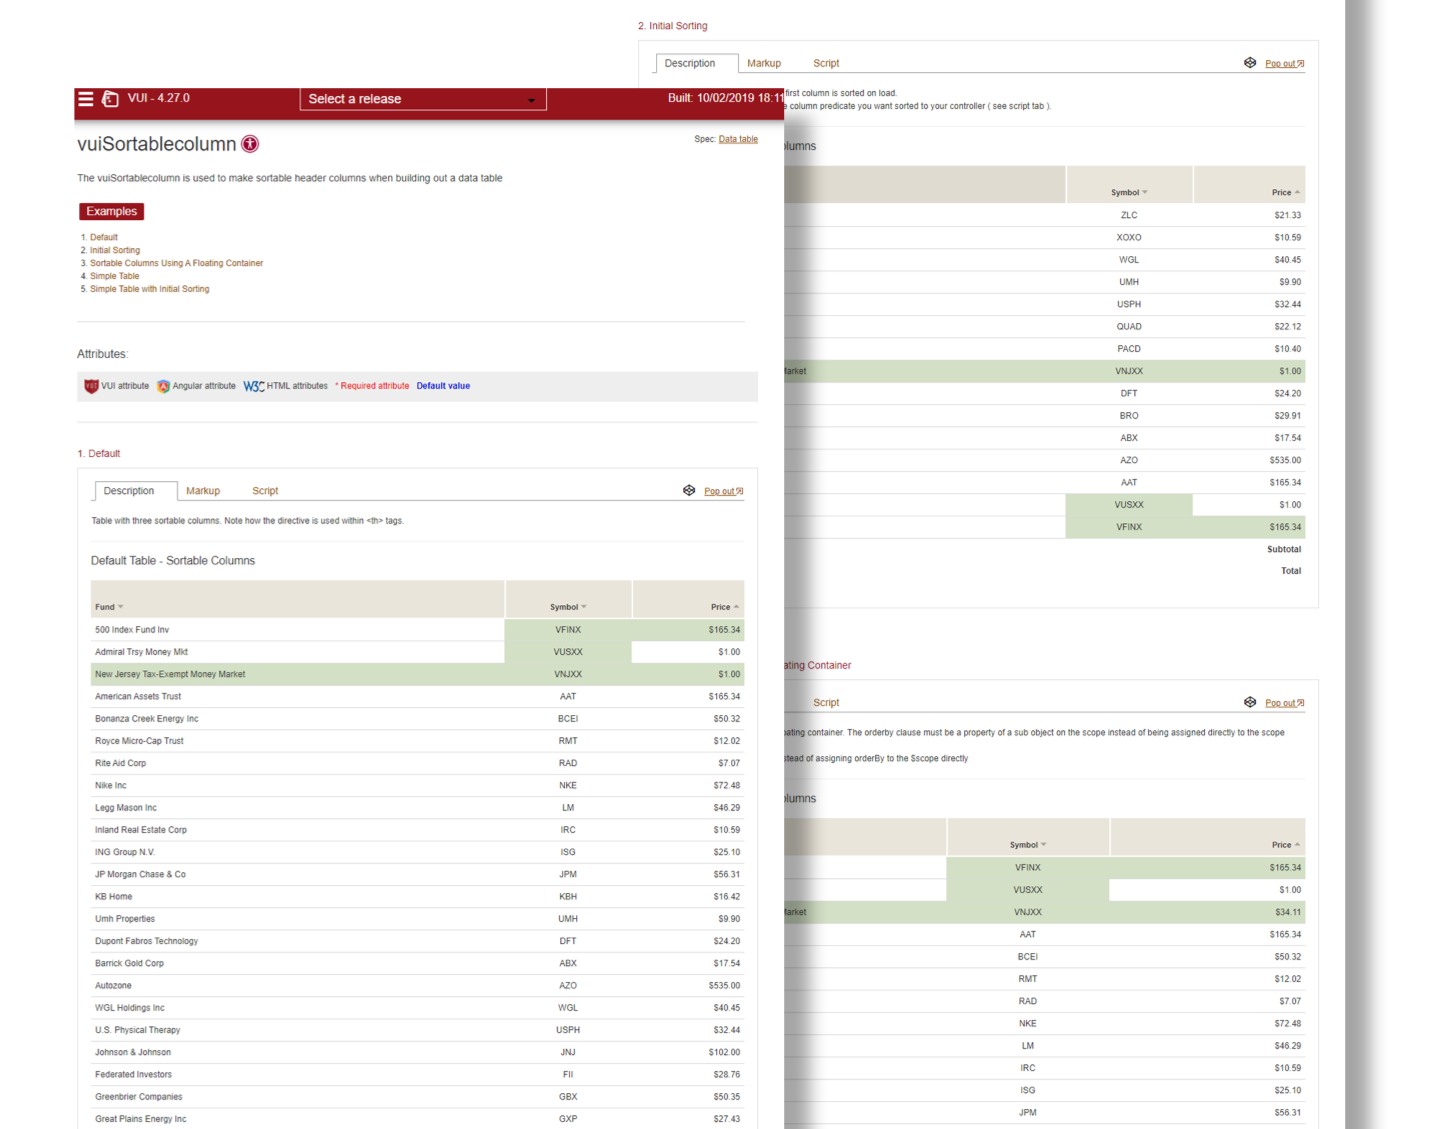 VUI - 4.27.0
Select a release
Built: 10/02/2019 18:11
vuiSortablecolumn
Spec: Data table
The vuiSortablecolumn is used to make sortable header columns when building out a data table
Examples
1. Default
2. Initial Sorting
3. Sortable Columns Using A Floating Container
4. Simple Table
5. Simple Table with Initial Sorting
Attributes:
VUI VUI attribute Angular attribute W3C HTML attributes * Required attribute Default value
1. Default
Description Markup Script Pop out
Table with three sortable columns. Note how the directive is used within <th> tags.
Default Table - Sortable Columns
Fund Symbol Price
500 Index Fund Inv VFINX $165.34
Admiral Trsy Money Mkt VUSXX $1.00
New Jersey Tax-Exempt Money Market VNJXX $1.00
American Assets Trust AAT $165.34
Bonanza Creek Energy Inc BCEI $50.32
Royce Micro-Cap Trust RMT $12.02
Rite Aid Corp RAD $7.07
Nike Inc NKE $72.48
Legg Mason Inc LM $46.29
Inland Real Estate Corp IRC $10.59
ING Group N.V. ISG $25.10
JP Morgan Chase & Co JPM $56.31
KB Home KBH $16.42
Umh Properties UMH $9.90
Dupont Fabros Technology DFT $24.20
Barrick Gold Corp ABX $17.54
Autozone AZO $535.00
WGL Holdings Inc WGL $40.45
U.S. Physical Therapy USPH $32.44
Johnson & Johnson JNJ $102.00
Federated Investors FII $28.76
Greenbrier Companies GBX $50.35
Great Plains Energy Inc GXP $27.43
2. Initial Sorting
Description Markup Script Pop out
first column is sorted on load.
column predicate you want sorted to your controller ( see script tab ).
lumns
Symbol Price
ZLC $21.33
XOXO $10.59
WGL $40.45
UMH $9.90
USPH $32.44
QUAD $22.12
PACD $10.40
arket VNJXX $1.00
DFT $24.20
BRO $29.91
ABX $17.54
AZO $535.00
AAT $165.34
VUSXX $1.00
VFINX $165.34
Subtotal
Total
ating Container
Script Pop out
ating container. The orderby clause must be a property of a sub object on the scope instead of being assigned directly to the scope
stead of assigning orderBy to the $scope directly
lumns
Symbol Price
VFINX $165.34
VUSXX $1.00
arket VNJXX $34.11
AAT $165.34
BCEI $50.32
RMT $12.02
RAD $7.07
NKE $72.48
LM $46.29
IRC $10.59
ISG $25.10
JPM $56.31